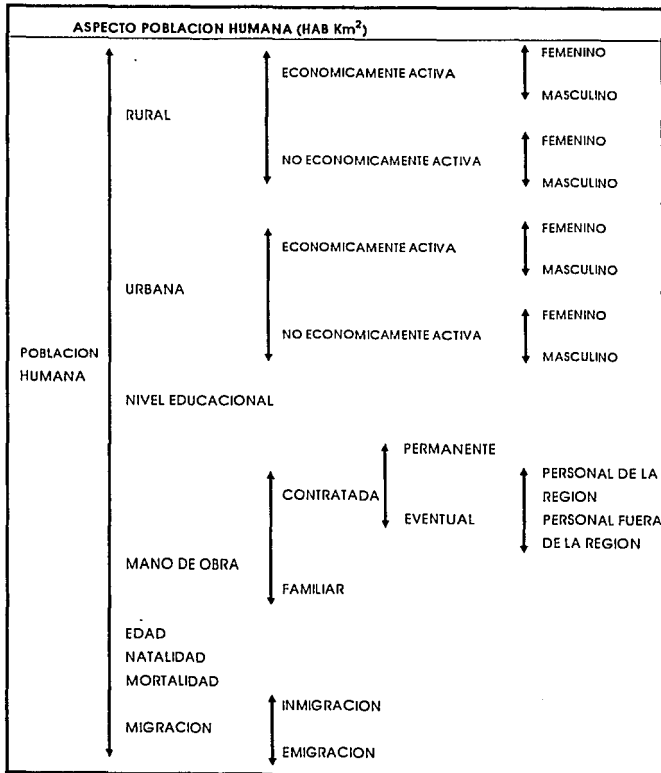 ASPECTO POBLACION HUMANA (HAB Km²)
FEMENINO
ECONOMICAMENTE ACTIVA
MASCULINO
RURAL
FEMENINO
NO ECONOMICAMENTE ACTIVA
MASCULINO
FEMENINO
ECONOMICAMENTE ACTIVA
MASCULINO
URBANA
FEMENINO
NO ECONOMICAMENTE ACTIVA
MASCULINO
POBLACION
HUMANA
NIVEL EDUCACIONAL
PERMANENTE
CONTRATADA
EVENTUAL
PERSONAL DE LA
REGION
PERSONAL FUERA
DE LA REGION
MANO DE OBRA
FAMILIAR
EDAD
NATALIDAD
MORTALIDAD
INMIGRACION
MIGRACION
EMIGRACION